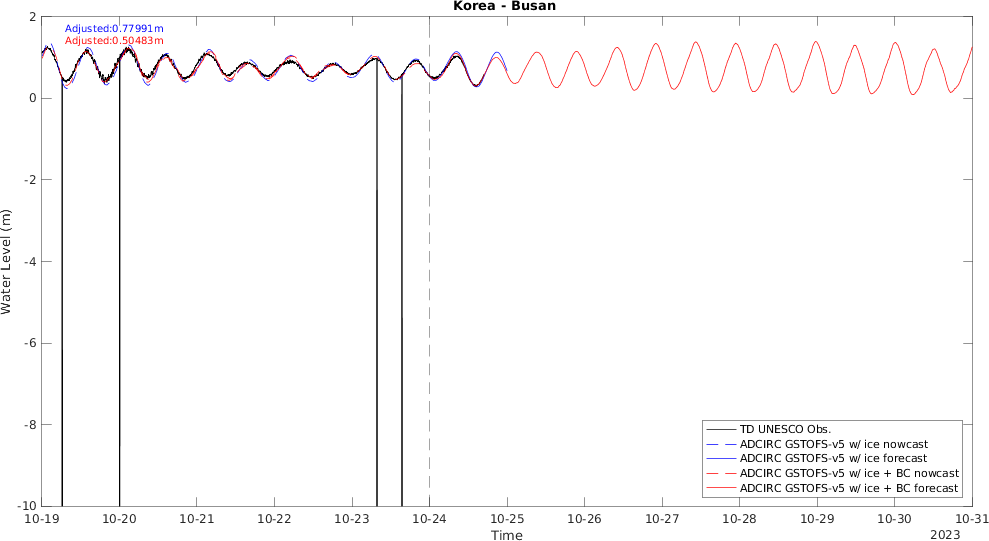 Korea - Busan
Adjusted:0.77991m
Adjusted:0.50483m
2
0
-2
-4
-6
-8
-10
Water Level (m)
10-19 10-20 10-21 10-22 10-23 10-24 10-25 10-26 10-27 10-28 10-29 10-30 10-31
Time
2023
TD UNESCO Obs.
ADCIRC GSTOFS-v5 w/ ice nowcast
ADCIRC GSTOFS-v5 w/ ice forecast
ADCIRC GSTOFS-v5 w/ ice + BC nowcast
ADCIRC GSTOFS-v5 w/ ice + BC forecast